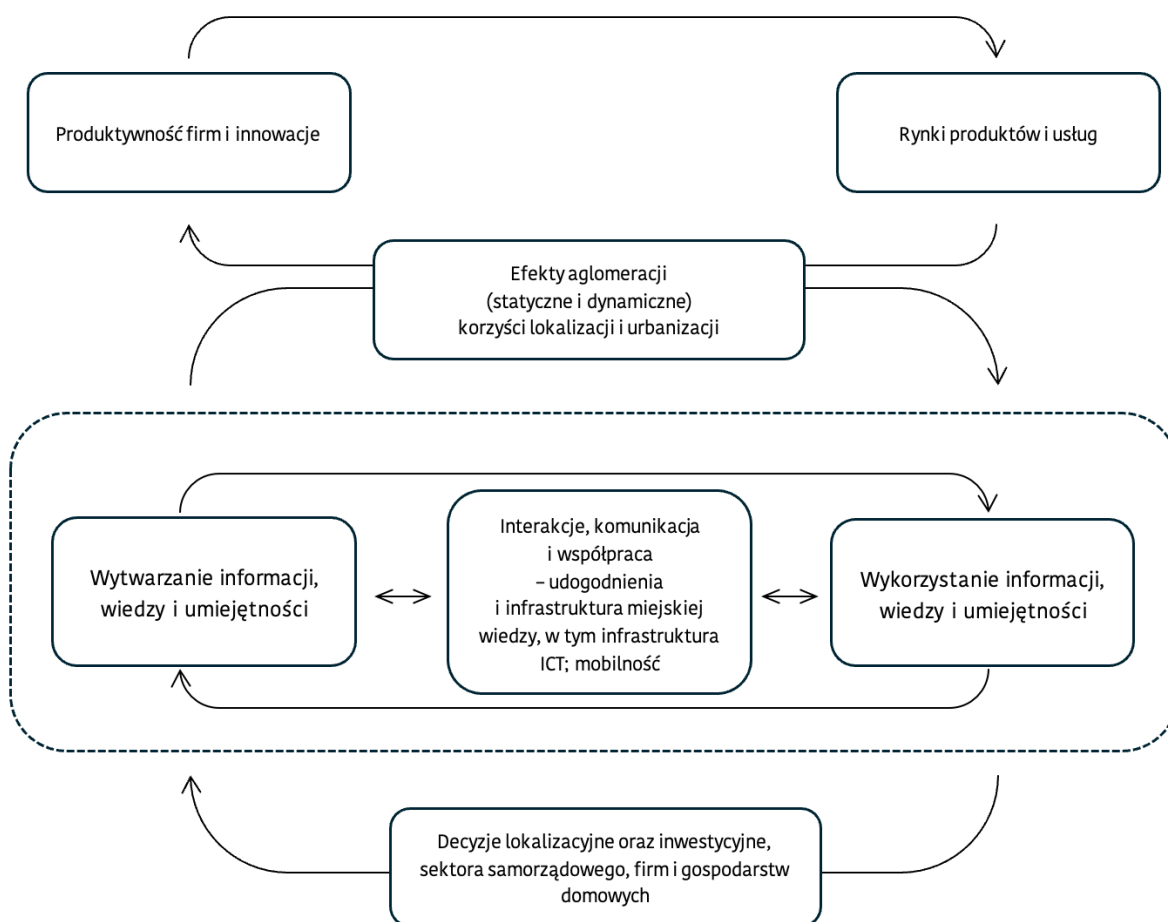 Produktywność firm i innowacje
Rynki produktów i usług
Efekty aglomeracji
(statyczne i dynamiczne)
korzyści lokalizacji i urbanizacji
Wytwarzanie informacji,
wiedzy i umiejętności
Interakcje, komunikacja
i współpraca
– udogodnienia
i infrastruktura miejskiej
wiedzy, w tym infrastruktura
ICT; mobilność
Wykorzystanie informacji,
wiedzy i umiejętności
Decyzje lokalizacyjne oraz inwestycyjne,
sektora samorządowego, firm i gospodarstw
domowych